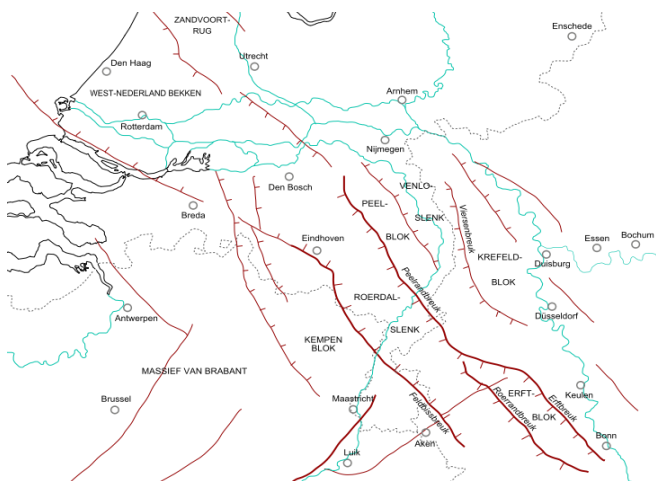 ZANDVOORT-
RUG
Enschede
Utrecht
Den Haag
WEST-NEDERLAND BEKKEN
Arnhem
Rotterdam
Nijmegen
Den Bosch
VENLO-
SLENK
PEEL-
BLOK
Breda
Viersenbreuk
Eindhoven
KREFELD-
BLOK
Essen
Bochum
Duisburg
Peelrandbreuk
ROERDAL-
SLENK
Antwerpen
Düsseldorf
KEMPEN
BLOK
MASSIEF VAN BRABANT
Brussel
Maastricht
Feldbissbreuk
Roerrandbreuk
ERFT-
BLOK
Erftbreuk
Keulen
Aken
Bonn
Luik